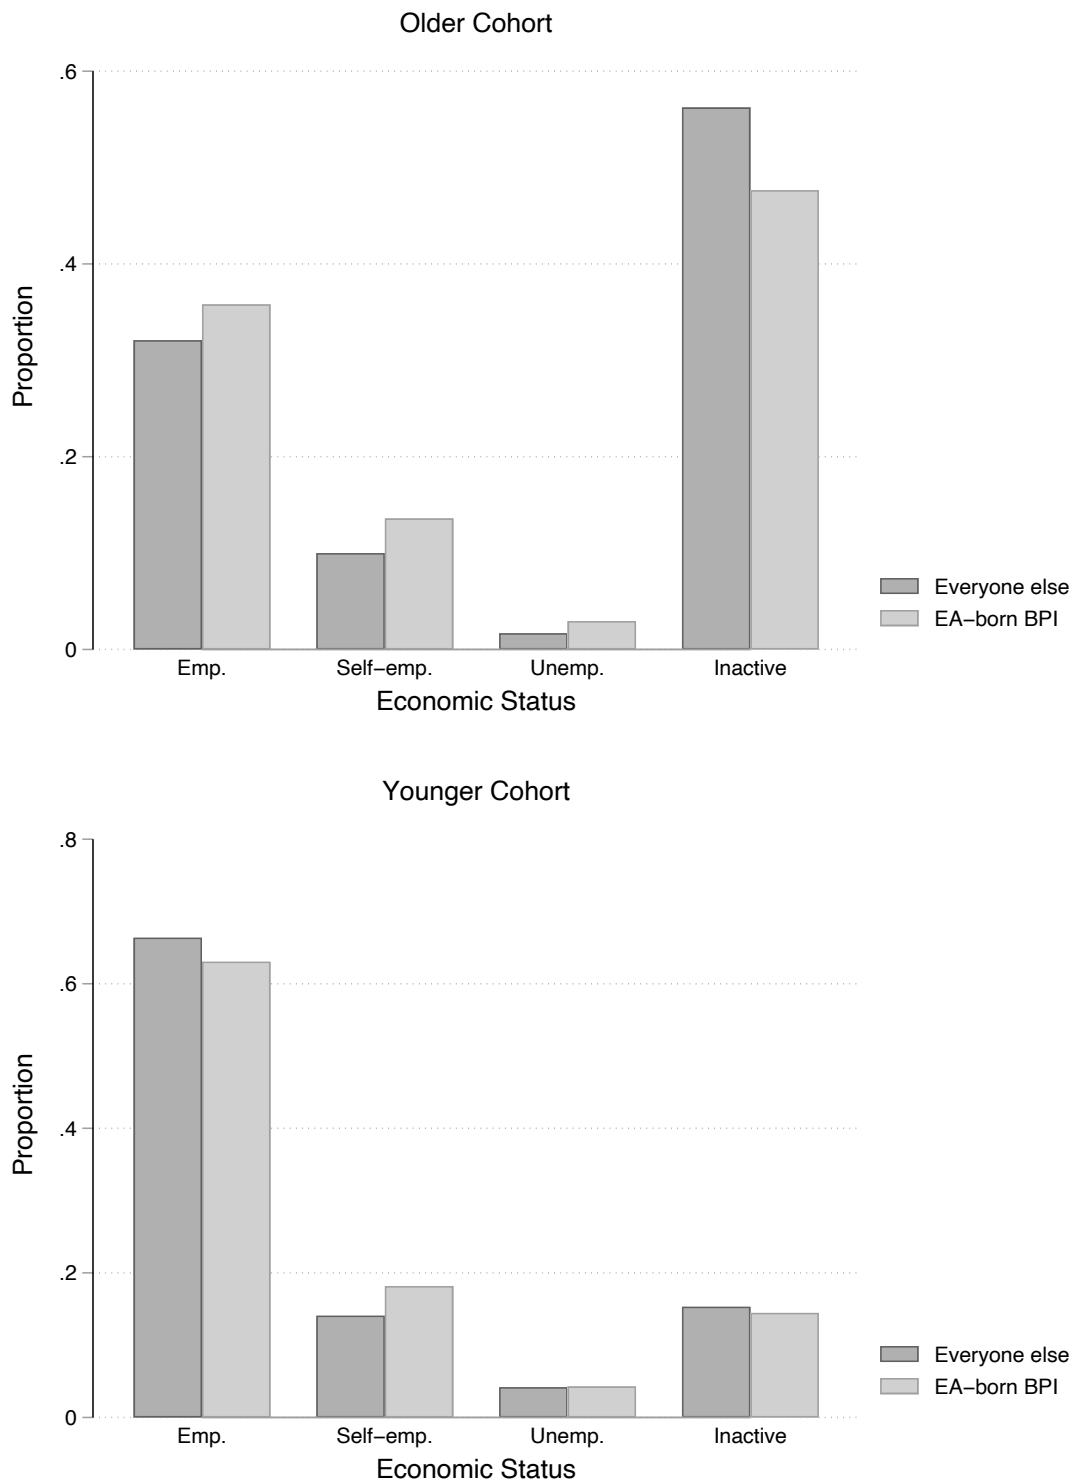 Older Cohort
.6
.4
.2
0
Proportion
Emp.
Self−emp.
Unemp.
Inactive
Economic Status
Everyone else
EA−born BPI
Younger Cohort
.8
.6
.4
.2
0
Proportion
Emp.
Self−emp.
Unemp.
Inactive
Economic Status
Everyone else
EA−born BPI